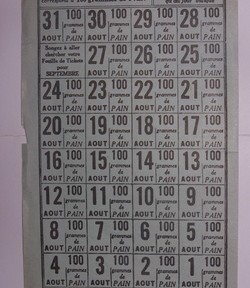 31 100 30 100 29 100 28 100
grammes grammes grammes grammes
de de de de
AOUT PAIN AOUT PAIN AOUT PAIN AOUT PAIN
Songez à aller
chercher votre
Feuille de Tickets
pour
SEPTEMBRE
27 100 26 100 25 100
grammes grammes grammes
de de de
AOUT PAIN AOUT PAIN AOUT PAIN
24 100 23 100 22 100 21 100
grammes grammes grammes grammes
de de de de
AOUT PAIN AOUT PAIN AOUT PAIN AOUT PAIN
20 100 19 100 18 100 17 100
grammes grammes grammes grammes
de de de de
AOUT PAIN AOUT PAIN AOUT PAIN AOUT PAIN
16 100 15 100 14 100 13 100
grammes grammes grammes grammes
de de de de
AOUT PAIN AOUT PAIN AOUT PAIN AOUT PAIN
12 100 11 100 10 100 9 100
grammes grammes grammes grammes
de de de de
AOUT PAIN AOUT PAIN AOUT PAIN AOUT PAIN
8 100 7 100 6 100 5 100
grammes grammes grammes grammes
de de de de
AOUT PAIN AOUT PAIN AOUT PAIN AOUT PAIN
4 100 3 100 2 100 1 100
grammes grammes grammes grammes
de de de de
AOUT PAIN AOUT PAIN AOUT PAIN AOUT PAIN